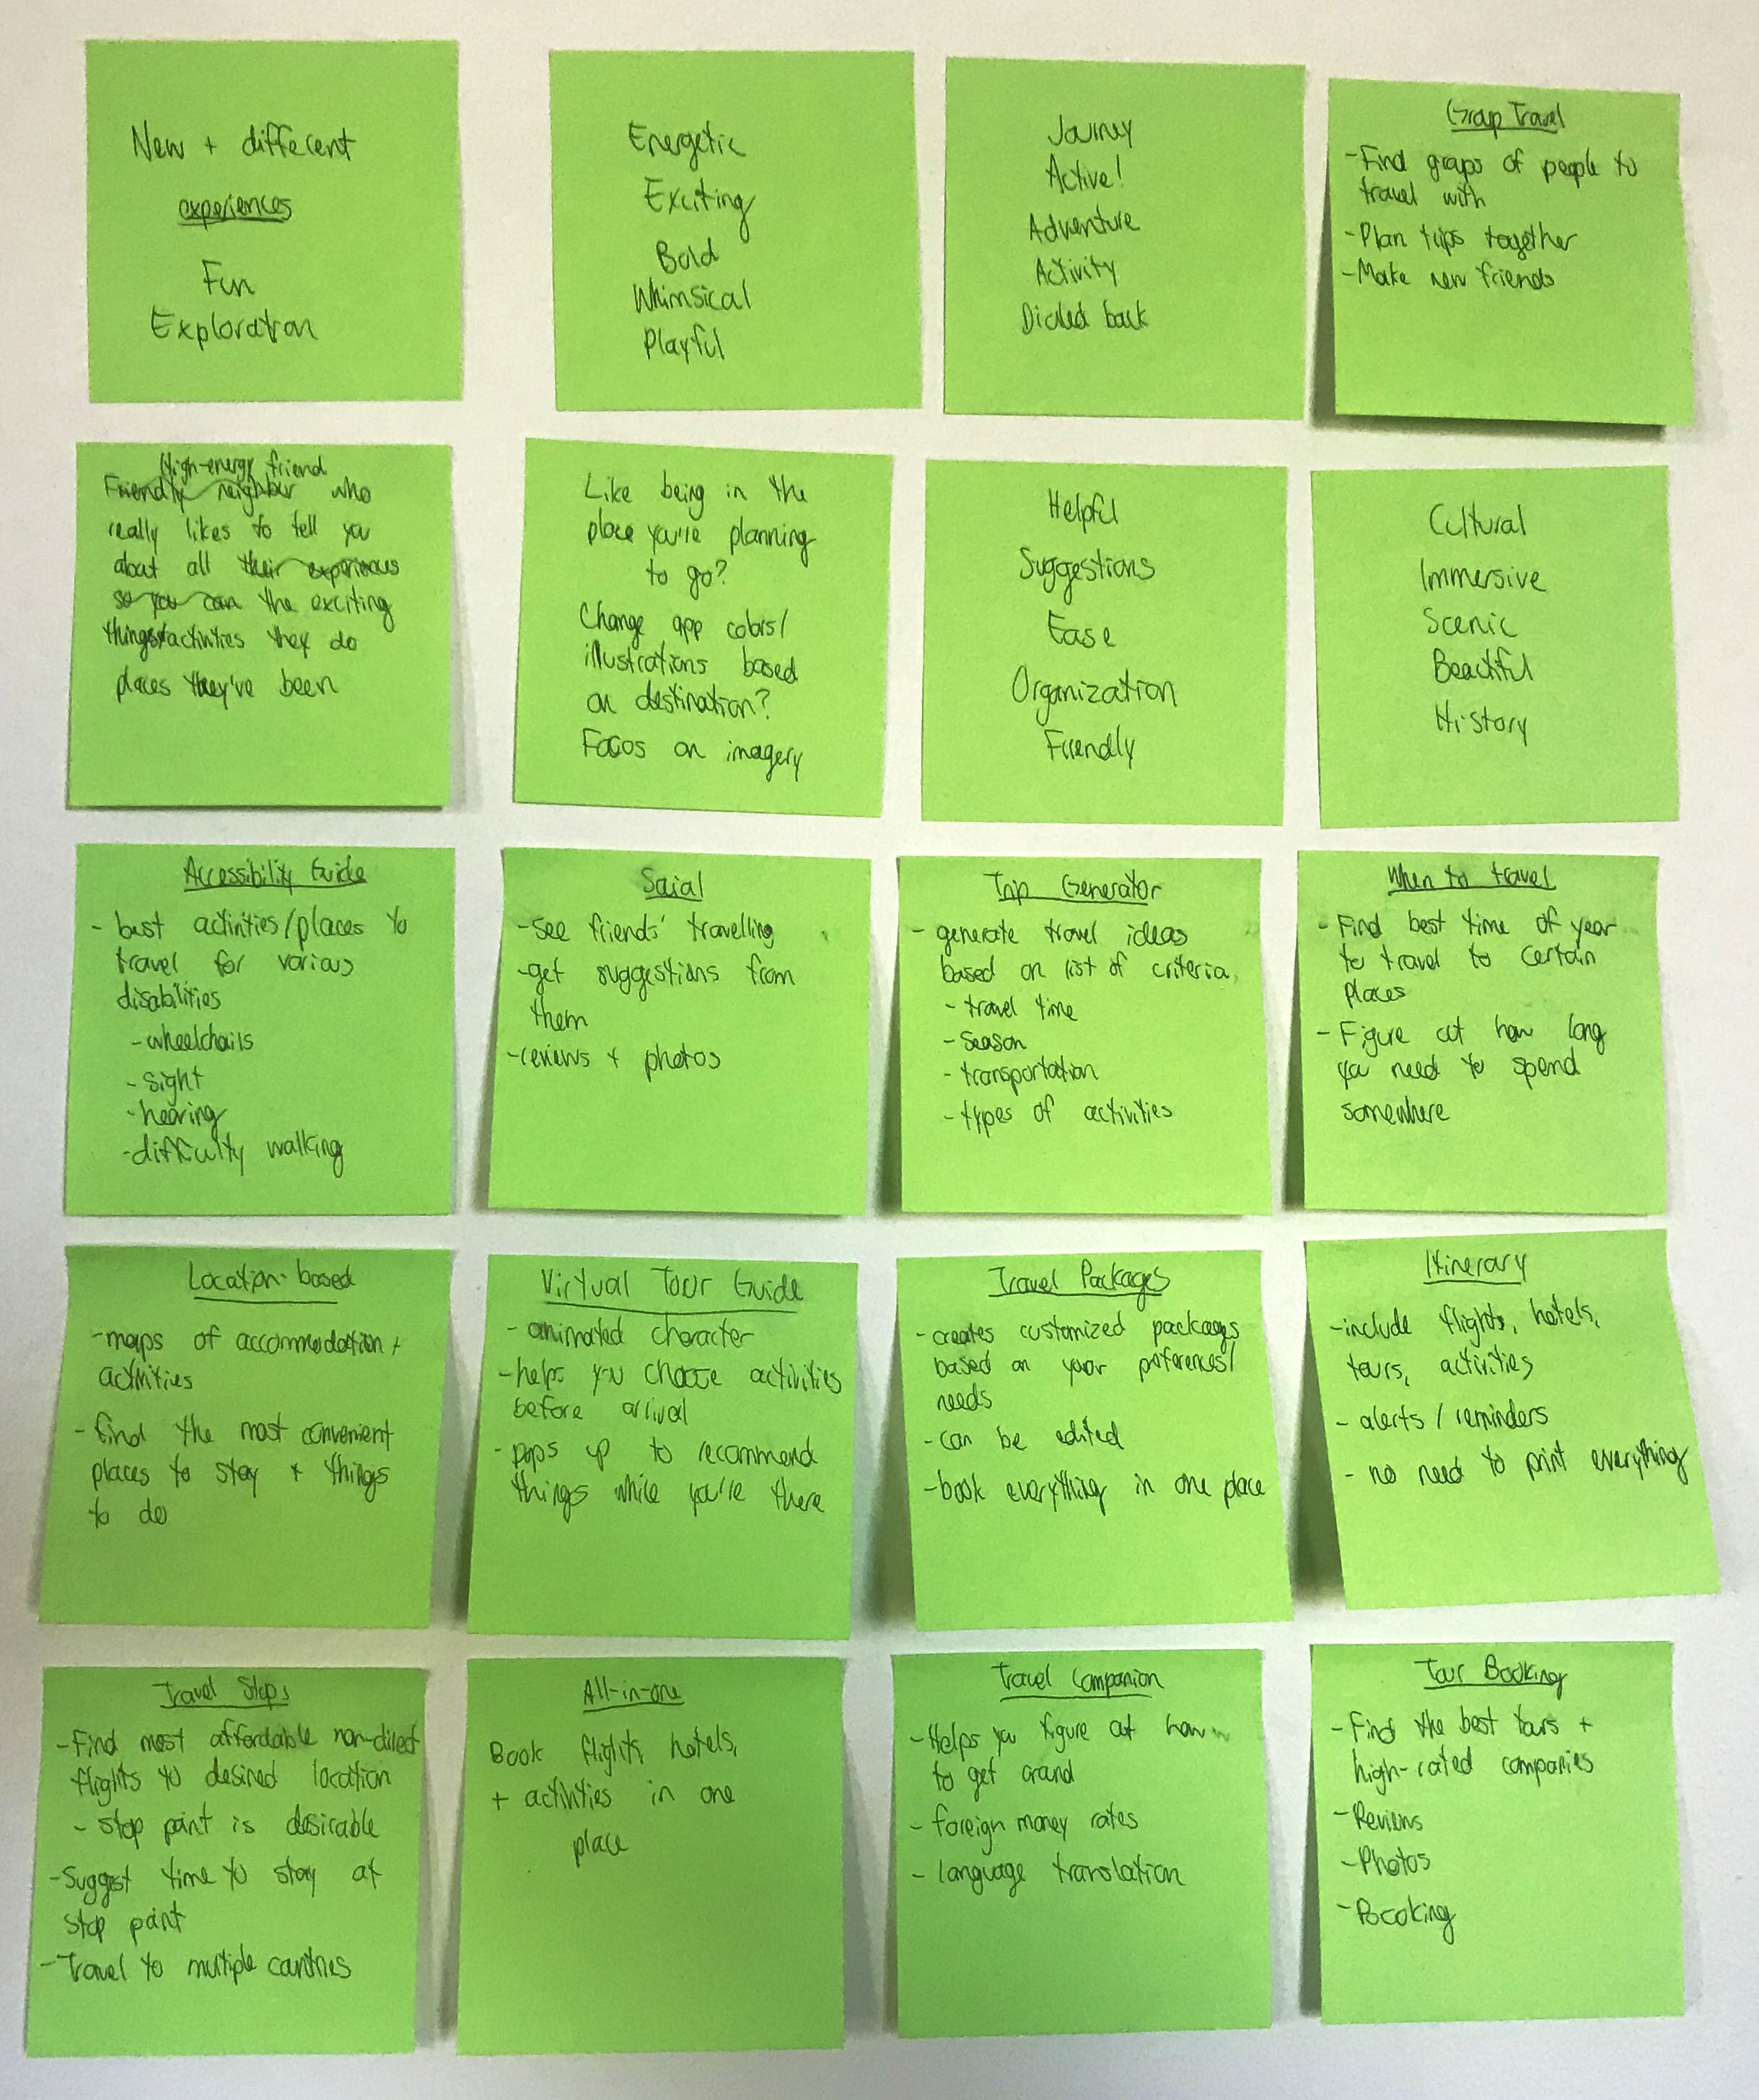 New + different
experiences
Fun
Exploration
Energetic
Exciting
Bold
Whimsical
Playful
Journey
Active!
Adventure
Activity
Dialed back
Group Travel
-Find groups of people to
travel with
-Plan trips together
-Make new friends
High-energy friend
Friendly neighbor who
really likes to tell you
about all their experiences
so you can the exciting
things/activities they do
places they've been
Like being in the
place you're planning
to go?
Change app colors/
illustrations based
on destination?
Focus on imagery
Helpful
Suggestions
Ease
Organization
Friendly
Cultural
Immersive
Scenic
Beautiful
History
Accessibility Guide
- best activities/places to
travel for various
disabilities
-wheelchairs
-sight
-hearing
-difficulty walking
Social
-see friends' travelling
-get suggestions from
them
-reviews + photos
Trip Generator
- generate travel ideas
based on list of criteria
- travel time
-season
-transportation
-types of activities
When to travel
- Find best time of year
to travel to certain
places
- Figure out how long
you need to spend
somewhere
Location-based
-maps of accommodation +
activities
- find the most convenient
places to stay + things
to do
Virtual Tour Guide
- animated character
-helps you choose activities
before arrival
- pops up to recommend
things while you're there
Travel Packages
-creates customized packages
based on your preferences/
needs
-can be edited
-book everything in one place
Itinerary
-include flights, hotels,
tours, activities
- alerts / reminders
- no need to print everything
Travel Stops
-Find most affordable non-direct
flights to desired location
- stop point is desirable
-Suggest time to stay at
stop point
-Travel to multiple countries
All-in-one
Book flights, hotels,
+ activities in one
place
Travel Companion
-Helps you figure out how
to get around
- foreign money rates
- language translation
Tour Booking
- Find the best tours +
high-rated companies
-Reviews
-Photos
-Booking